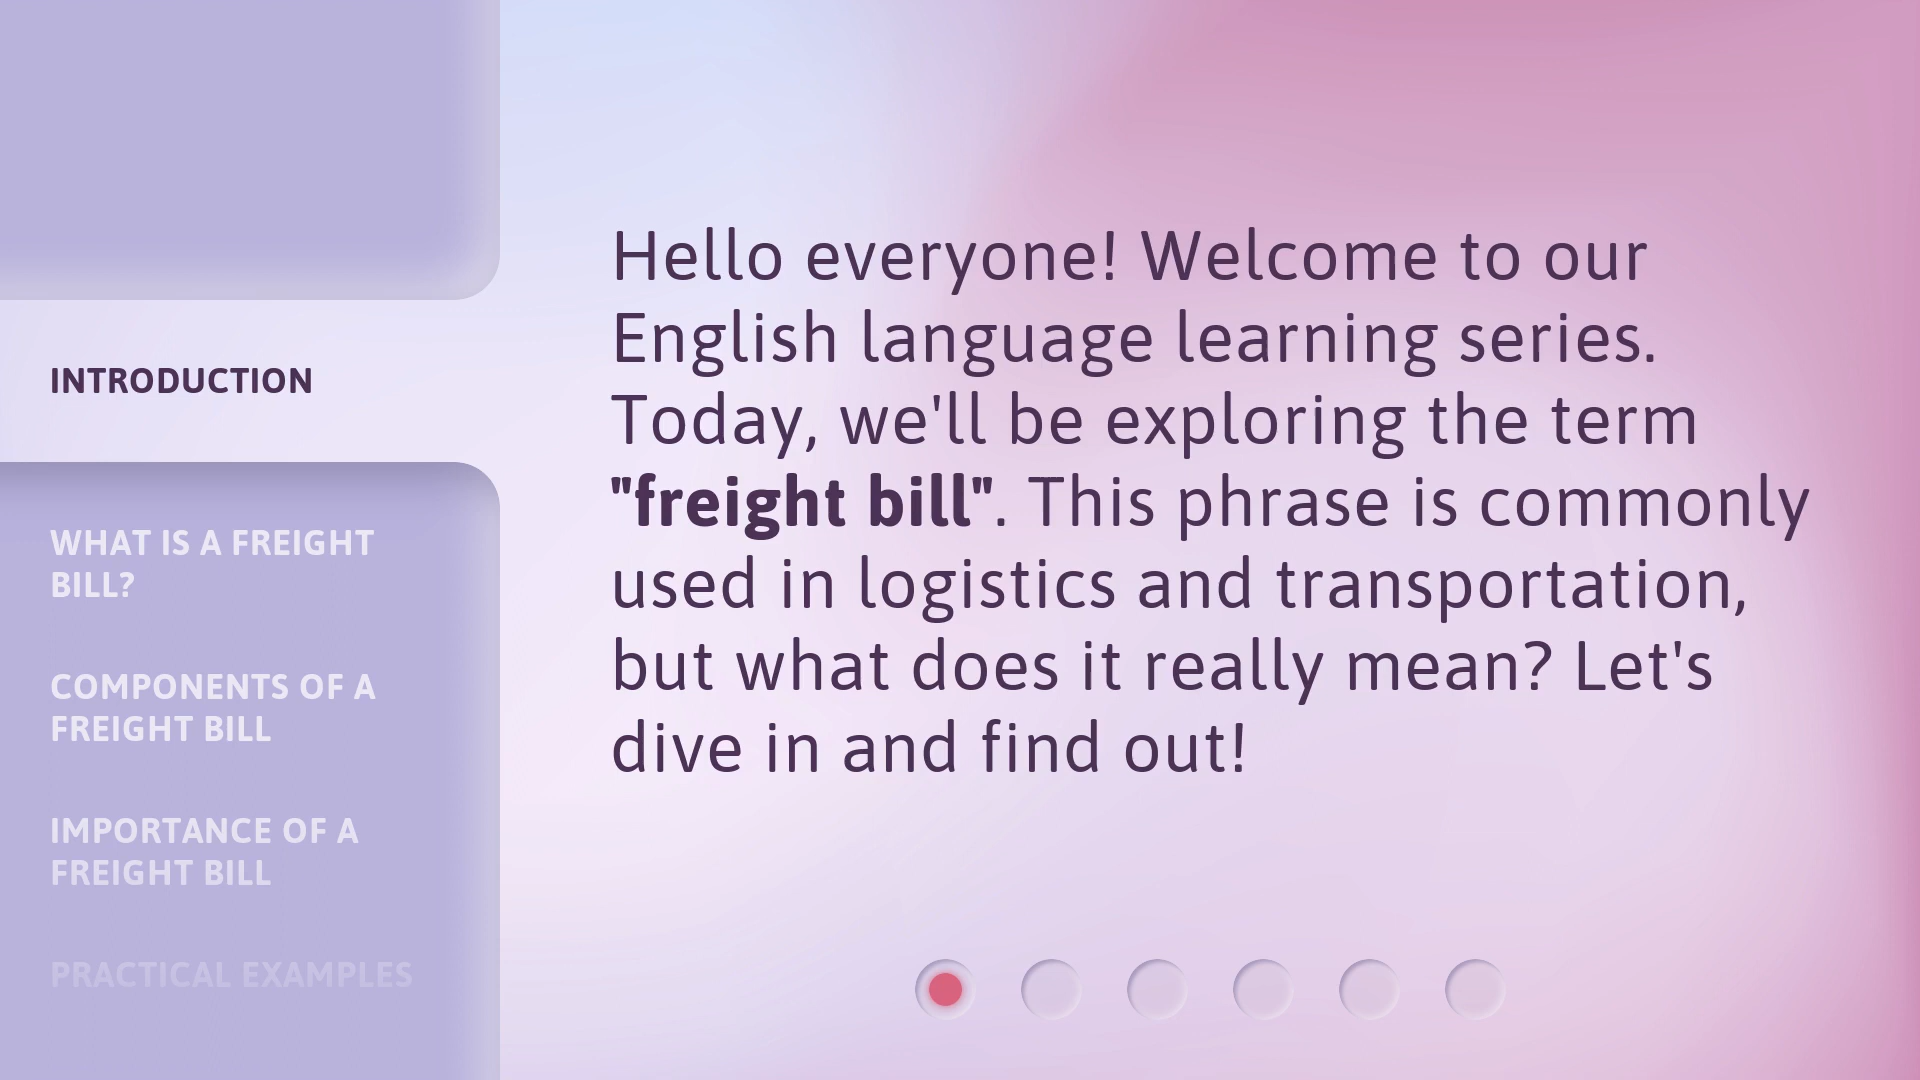 INTRODUCTION
WHAT IS A FREIGHT
BILL?
COMPONENTS OF A
FREIGHT BILL
IMPORTANCE OF A
FREIGHT BILL
PRACTICAL EXAMPLES
Hello everyone! Welcome to our
English language learning series.
Today, we'll be exploring the term
"freight bill". This phrase is commonly
used in logistics and transportation,
but what does it really mean? Let's
dive in and find out!